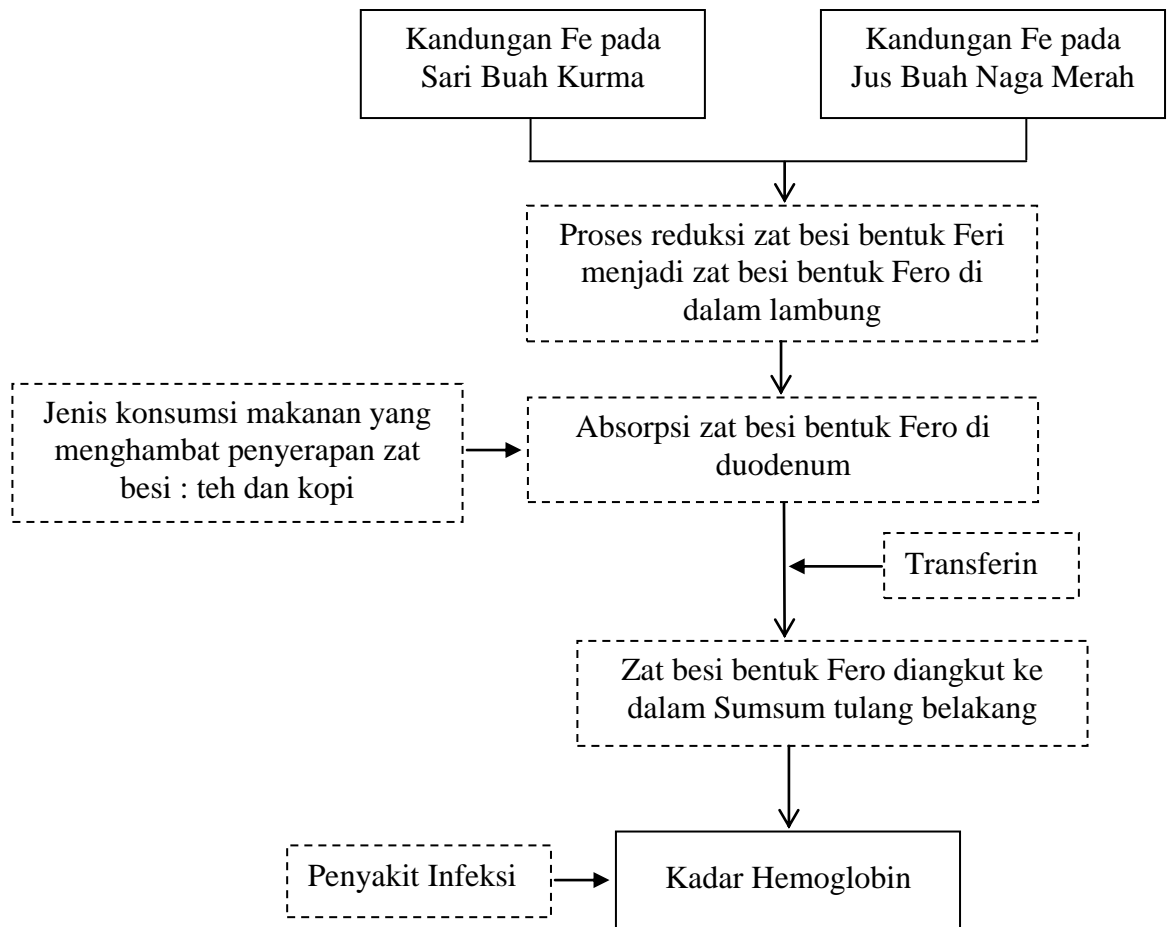 Kandungan Fe pada
Sari Buah Kurma
Kandungan Fe pada
Jus Buah Naga Merah
Proses reduksi zat besi bentuk Feri
menjadi zat besi bentuk Fero di
dalam lambung
Jenis konsumsi makanan yang
menghambat penyerapan zat
besi : teh dan kopi
Absorpsi zat besi bentuk Fero di
duodenum
Transferin
Zat besi bentuk Fero diangkut ke
dalam Sumsum tulang belakang
Penyakit Infeksi
Kadar Hemoglobin